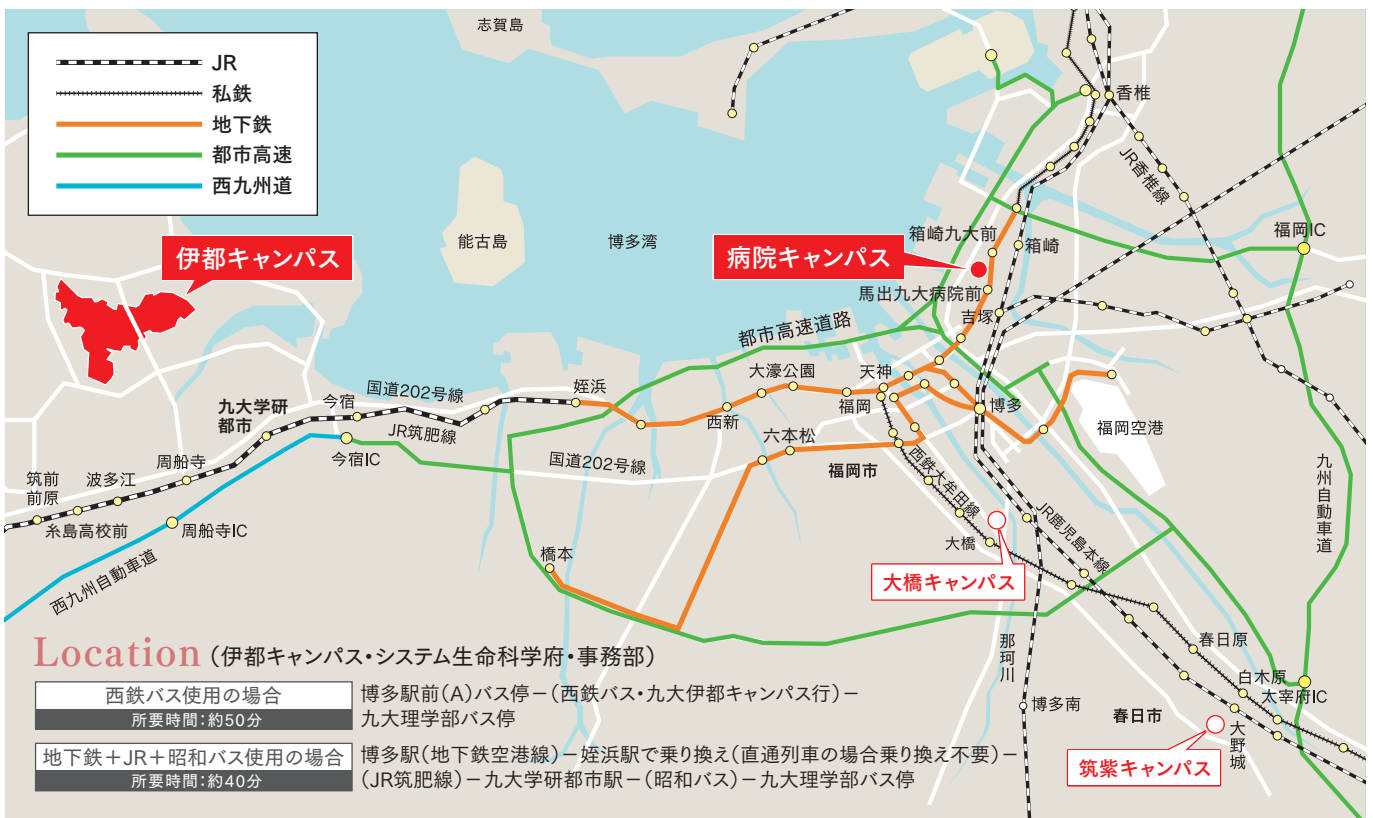 志賀島
JR
私鉄
地下鉄
都市高速
西九州道
香椎
JR香椎線
伊都キャンパス
能古島
博多湾
病院キャンパス
箱崎九大前
箱崎
福岡IC
馬出九大病院前
吉塚
都市高速道路
大濠公園
天神
国道202号線
姪浜
今宿
九大学研
都市
JR筑肥線
西新
福岡
博多
福岡空港
六本松
今宿IC
国道202号線
福岡市
西鉄大牟田線
周船寺
筑前
前原
波多江
糸島高校前
周船寺IC
九州自動車道
JR鹿児島本線
大橋
橋本
西九州自動車道
大橋キャンパス
那珂川
春日原
白木原
太宰府IC
博多南
春日市
大野城
筑紫キャンパス
Location(伊都キャンパス・システム生命科学府・事務部)
西鉄バス使用の場合
所要時間:約50分
博多駅前(A)バス停−(西鉄バス・九大伊都キャンパス行)−
九大理学部バス停
地下鉄+JR+昭和バス使用の場合
所要時間:約40分
博多駅(地下鉄空港線)−姪浜駅で乗り換え(直通列車の場合乗り換え不要)−
(JR筑肥線)−九大学研都市駅−(昭和バス)−九大理学部バス停